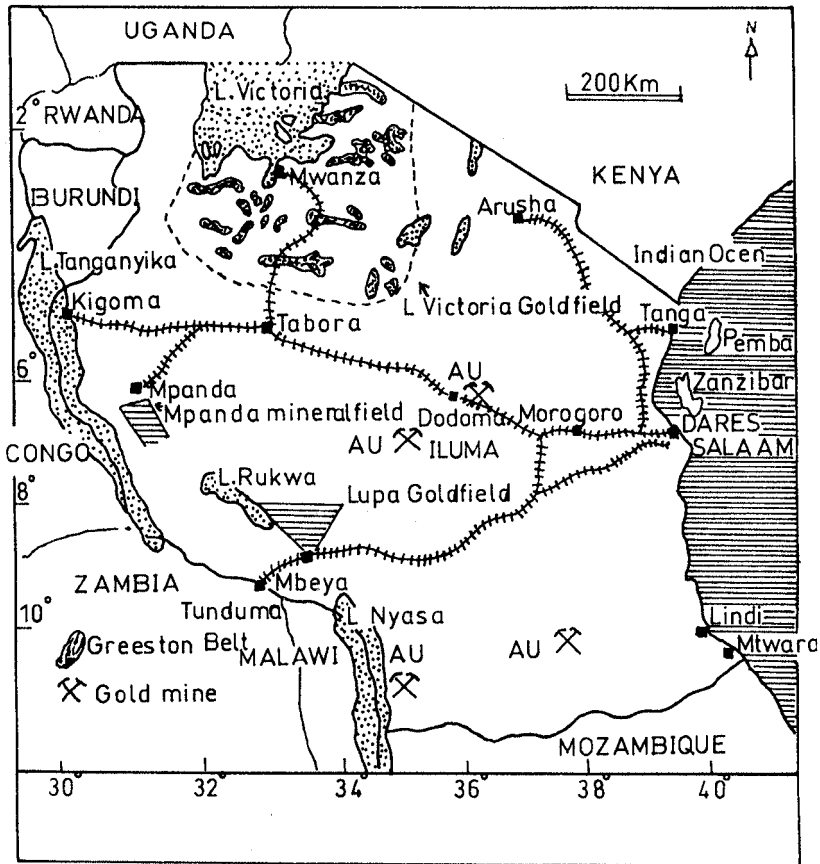 UGANDA
N
200Km
L. Victoria
2° RWANDA
Mwanza
KENYA
BURUNDI
Arusha
Indian Ocen
L.Tanganyika
Kigoma
L Victoria Goldfield
Tanga
Tabora
Pemba
AU
6°
Mpanda
Zanzibar
Mpanda mineralfield
Dodoma
Morogoro
DARES
SALAAM
CONGO
AU
ILUMA
L.Rukwa
8°
Lupa Goldfield
ZAMBIA
Mbeya
Tunduma
L Nyasa
10°
Lindi
Greeston Belt
MALAWI
AU
AU
Mtwara
Gold mine
MOZAMBIQUE
30° 32° 34° 36° 38° 40°